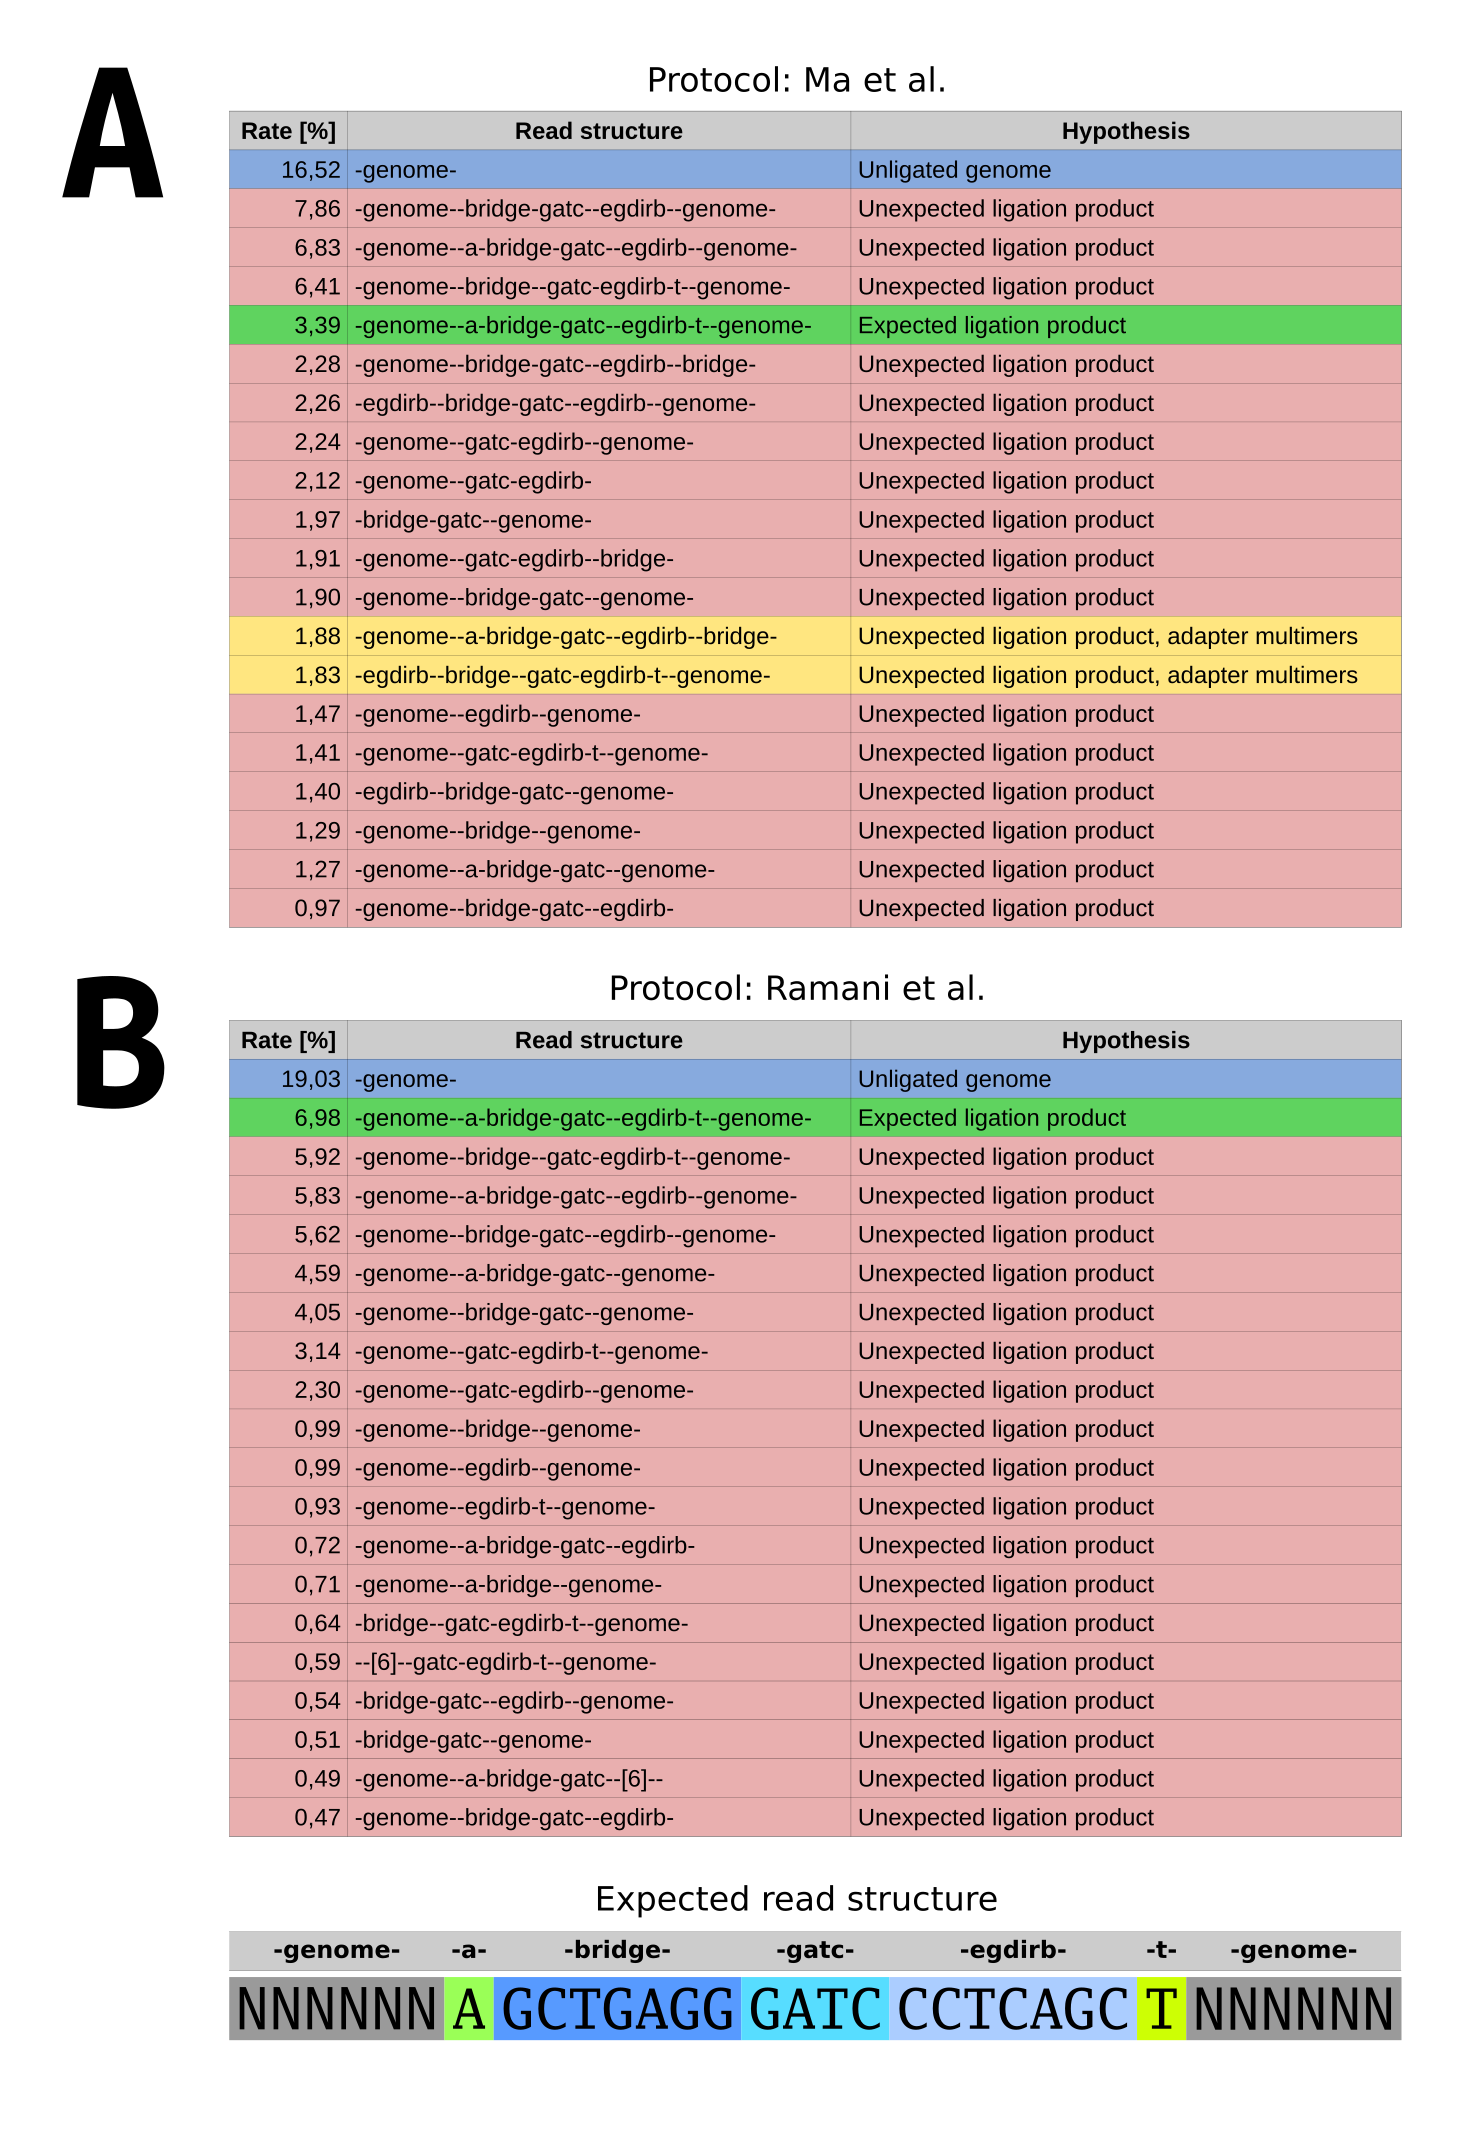 A
Protocol: Ma et al.
Rate [%] Read structure Hypothesis
16,52 -genome- Unligated genome
7,86 -genome--bridge-gatc--egdirb--genome- Unexpected ligation product
6,83 -genome--a-bridge-gatc--egdirb--genome- Unexpected ligation product
6,41 -genome--bridge--gatc-egdirb-t--genome- Unexpected ligation product
3,39 -genome--a-bridge-gatc--egdirb-t--genome- Expected ligation product
2,28 -genome--bridge-gatc--egdirb--bridge- Unexpected ligation product
2,26 -egdirb--bridge-gatc--egdirb--genome- Unexpected ligation product
2,24 -genome--gatc-egdirb--genome- Unexpected ligation product
2,12 -genome--gatc-egdirb- Unexpected ligation product
1,97 -bridge-gatc--genome- Unexpected ligation product
1,91 -genome--gatc-egdirb--bridge- Unexpected ligation product
1,90 -genome--bridge-gatc--genome- Unexpected ligation product
1,88 -genome--a-bridge-gatc--egdirb--bridge- Unexpected ligation product, adapter multimers
1,83 -egdirb--bridge--gatc-egdirb-t--genome- Unexpected ligation product, adapter multimers
1,47 -genome--egdirb--genome- Unexpected ligation product
1,41 -genome--gatc-egdirb-t--genome- Unexpected ligation product
1,40 -egdirb--bridge-gatc--genome- Unexpected ligation product
1,29 -genome--bridge--genome- Unexpected ligation product
1,27 -genome--a-bridge-gatc--genome- Unexpected ligation product
0,97 -genome--bridge-gatc--egdirb- Unexpected ligation product
B
Protocol: Ramani et al.
Rate [%] Read structure Hypothesis
19,03 -genome- Unligated genome
6,98 -genome--a-bridge-gatc--egdirb-t--genome- Expected ligation product
5,92 -genome--bridge--gatc-egdirb-t--genome- Unexpected ligation product
5,83 -genome--a-bridge-gatc--egdirb--genome- Unexpected ligation product
5,62 -genome--bridge-gatc--egdirb--genome- Unexpected ligation product
4,59 -genome--a-bridge-gatc--genome- Unexpected ligation product
4,05 -genome--bridge-gatc--genome- Unexpected ligation product
3,14 -genome--gatc-egdirb-t--genome- Unexpected ligation product
2,30 -genome--gatc-egdirb--genome- Unexpected ligation product
0,99 -genome--bridge--genome- Unexpected ligation product
0,99 -genome--egdirb--genome- Unexpected ligation product
0,93 -genome--egdirb-t--genome- Unexpected ligation product
0,72 -genome--a-bridge-gatc--egdirb- Unexpected ligation product
0,71 -genome--a-bridge--genome- Unexpected ligation product
0,64 -bridge--gatc-egdirb-t--genome- Unexpected ligation product
0,59 --[6]--gatc-egdirb-t--genome- Unexpected ligation product
0,54 -bridge-gatc--egdirb--genome- Unexpected ligation product
0,51 -bridge-gatc--genome- Unexpected ligation product
0,49 -genome--a-bridge-gatc--[6]-- Unexpected ligation product
0,47 -genome--bridge-gatc--egdirb- Unexpected ligation product
Expected read structure
-genome- -a- -bridge- -gatc- -egdirb- -t- -genome-
NNNNNN A GCTGAGG GATC CCTCAGC T NNNNNN